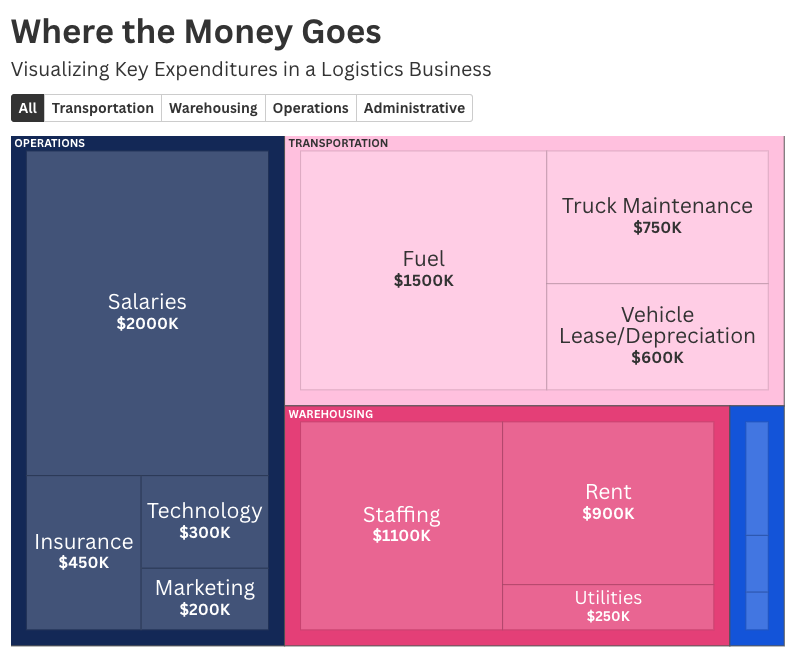 Where the Money Goes
Visualizing Key Expenditures in a Logistics Business
All Transportation Warehousing Operations Administrative
OPERATIONS
Salaries
$2000K
Insurance
$450K
Technology
$300K
Marketing
$200K
TRANSPORTATION
Fuel
$1500K
Truck Maintenance
$750K
Vehicle
Lease/Depreciation
$600K
WAREHOUSING
Staffing
$1100K
Rent
$900K
Utilities
$250K